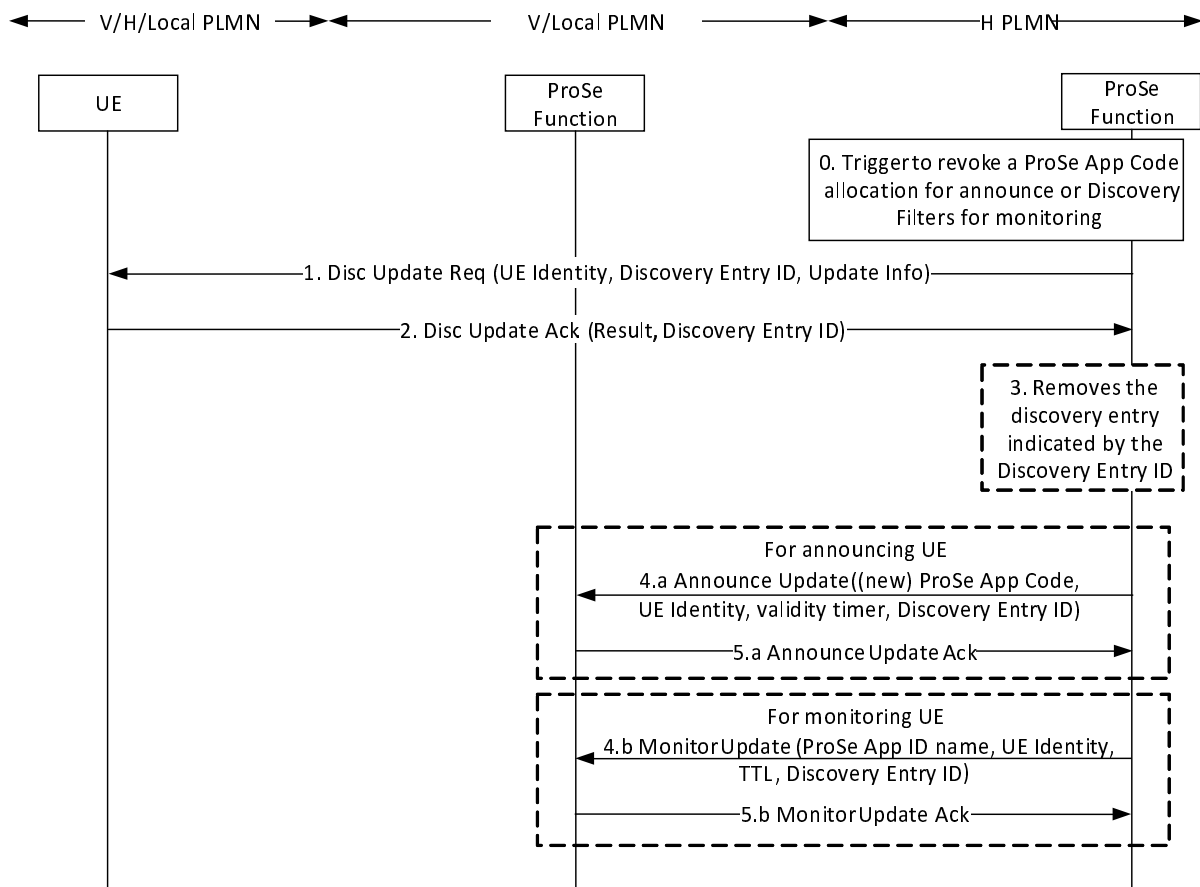 V/H/Local PLMN
V/Local PLMN
H PLMN
UE
ProSe
Function
ProSe
Function
0. Trigger to revoke a ProSe App Code
allocation for announce or Discovery
Filters for monitoring
1. Disc Update Req (UE Identity, Discovery Entry ID, Update Info)
2. Disc Update Ack (Result, Discovery Entry ID)
3. Removes the
discovery entry
indicated by the
Discovery Entry ID
For announcing UE
4.a Announce Update((new) ProSe App Code,
UE Identity, validity timer, Discovery Entry ID)
5.a Announce Update Ack
For monitoring UE
4.b Monitor Update (ProSe App ID name, UE Identity,
TTL, Discovery Entry ID)
5.b Monitor Update Ack